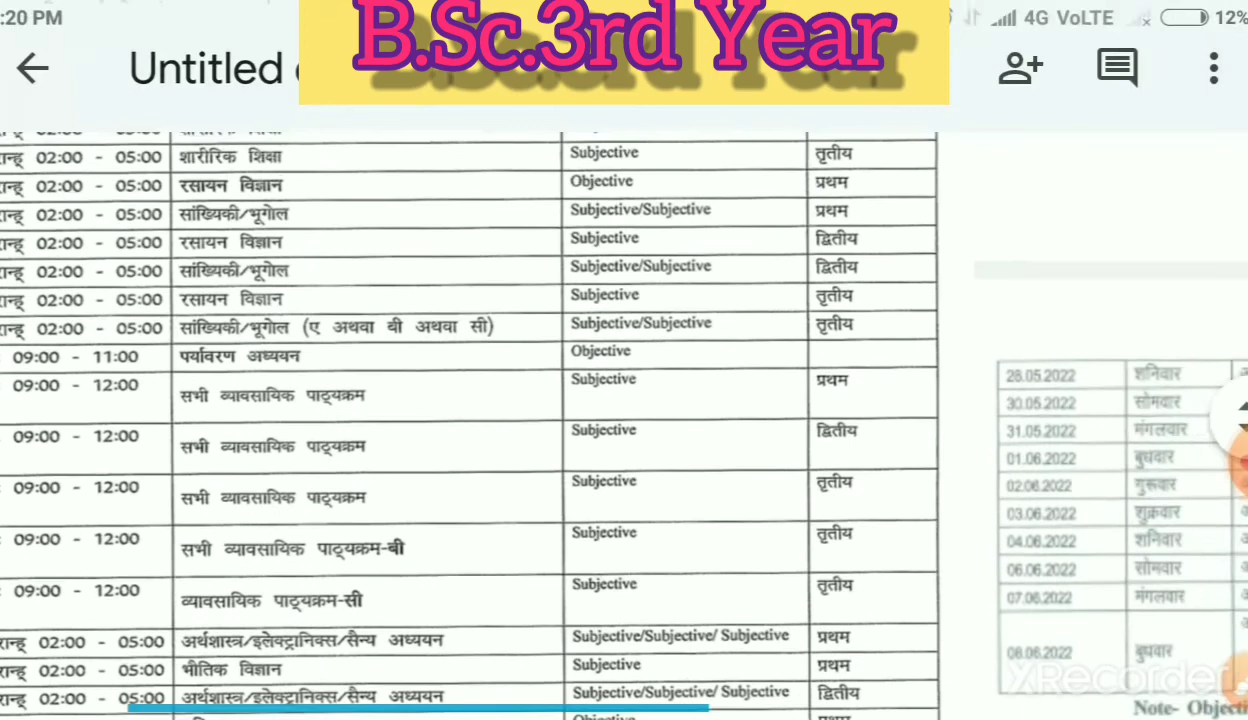 :20 PM
4G VoLTE
12%
B.Sc.3rd Year
Untitled
02:00 - 05:00 शारीरिक शिक्षा Subjective तृतीय
02:00 - 05:00 रसायन विज्ञान Objective प्रथम
02:00 - 05:00 सांख्यिकी/भूगोल Subjective/Subjective प्रथम
02:00 - 05:00 रसायन विज्ञान Subjective द्वितीय
02:00 - 05:00 सांख्यिकी/भूगोल Subjective/Subjective द्वितीय
02:00 - 05:00 रसायन विज्ञान Subjective तृतीय
02:00 - 05:00 सांख्यिकी/भूगोल (ए अथवा बी अथवा सी) Subjective/Subjective तृतीय
09:00 - 11:00 पर्यावरण अध्ययन Objective
09:00 - 12:00 सभी व्यावसायिक पाठ्यक्रम Subjective प्रथम
09:00 - 12:00 सभी व्यावसायिक पाठ्यक्रम Subjective द्वितीय
09:00 - 12:00 सभी व्यावसायिक पाठ्यक्रम Subjective तृतीय
09:00 - 12:00 सभी व्यावसायिक पाठ्यक्रम-बी Subjective तृतीय
09:00 - 12:00 व्यावसायिक पाठ्यक्रम-सी Subjective तृतीय
02:00 - 05:00 अर्थशास्त्र/इलेक्ट्रानिक्स/सैन्य अध्ययन Subjective/Subjective/ Subjective प्रथम
02:00 - 05:00 भौतिक विज्ञान Subjective प्रथम
02:00 - 05:00 अर्थशास्त्र/इलेक्ट्रानिक्स/सैन्य अध्ययन Subjective/Subjective/ Subjective द्वितीय
28.05.2022 शनिवार
30.05.2022 सोमवार
31.05.2022 मंगलवार
01.06.2022 बुधवार
02.06.2022 गुरूवार
03.06.2022 शुक्रवार
04.06.2022 शनिवार
06.06.2022 सोमवार
07.06.2022 मंगलवार
08.06.2022 बुधवार
XRecorder
Note- Objecti